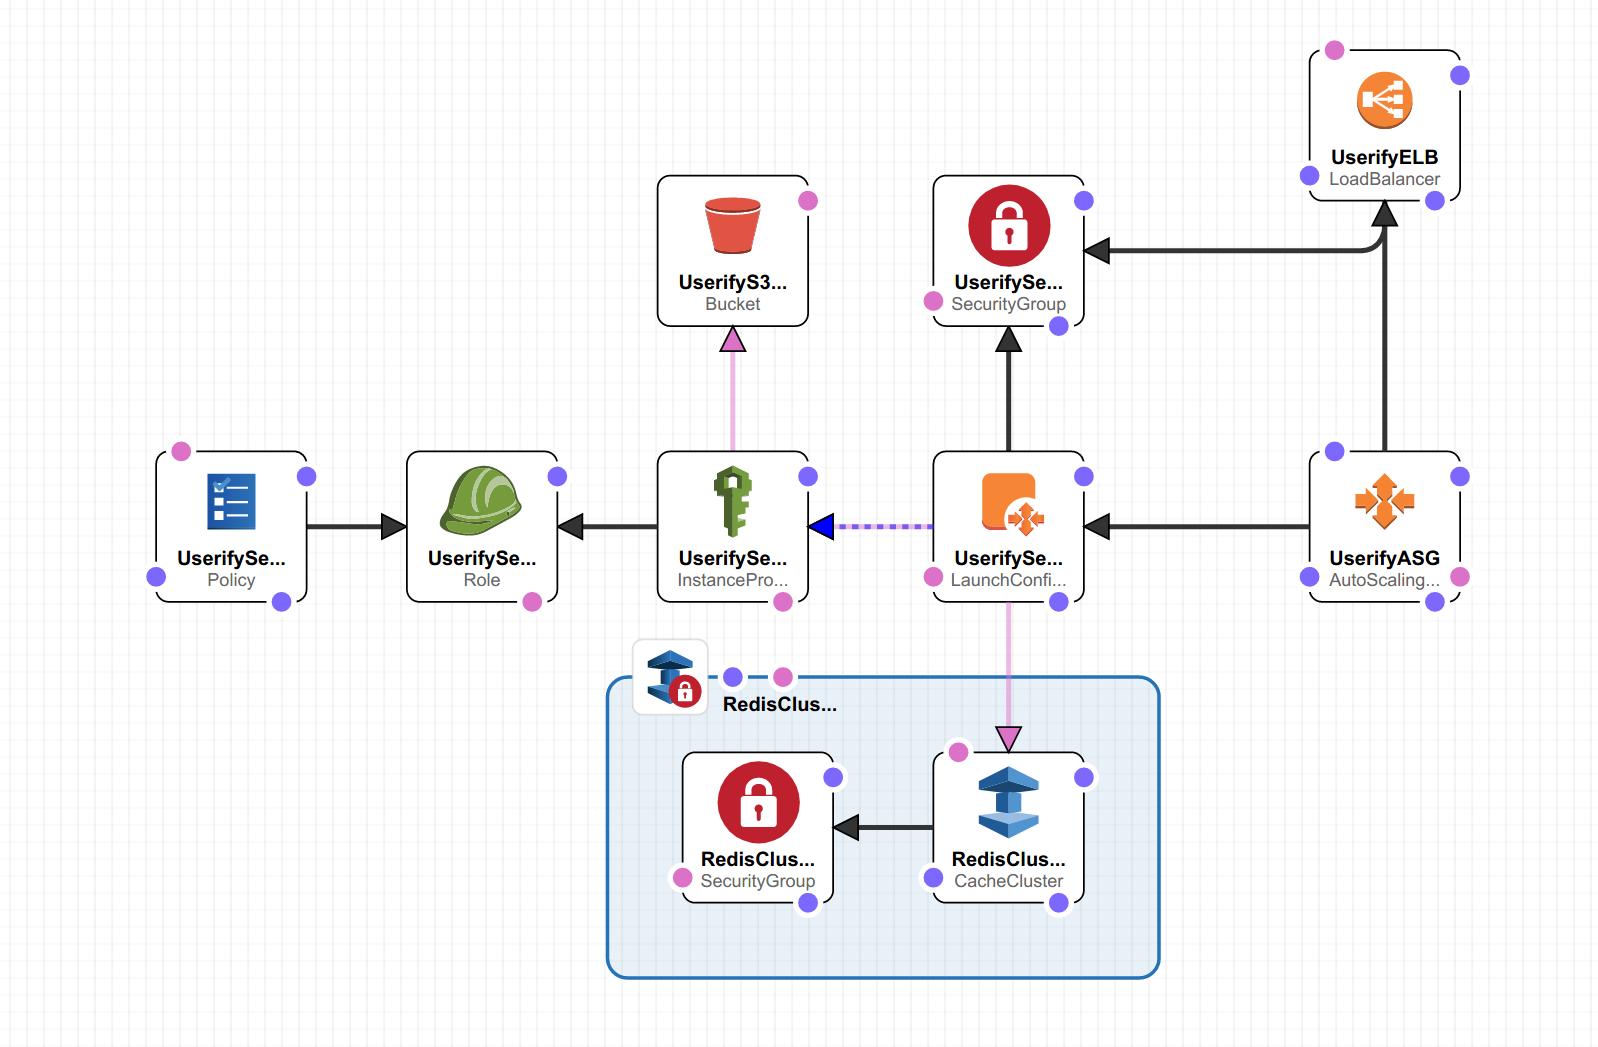 UserifyELB
LoadBalancer
UserifyS3...
Bucket
UserifySe...
SecurityGroup
UserifySe...
Policy
UserifySe...
Role
UserifySe...
InstancePro...
UserifySe...
LaunchConfi...
UserifyASG
AutoScaling...
RedisClus...
RedisClus...
SecurityGroup
RedisClus...
CacheCluster